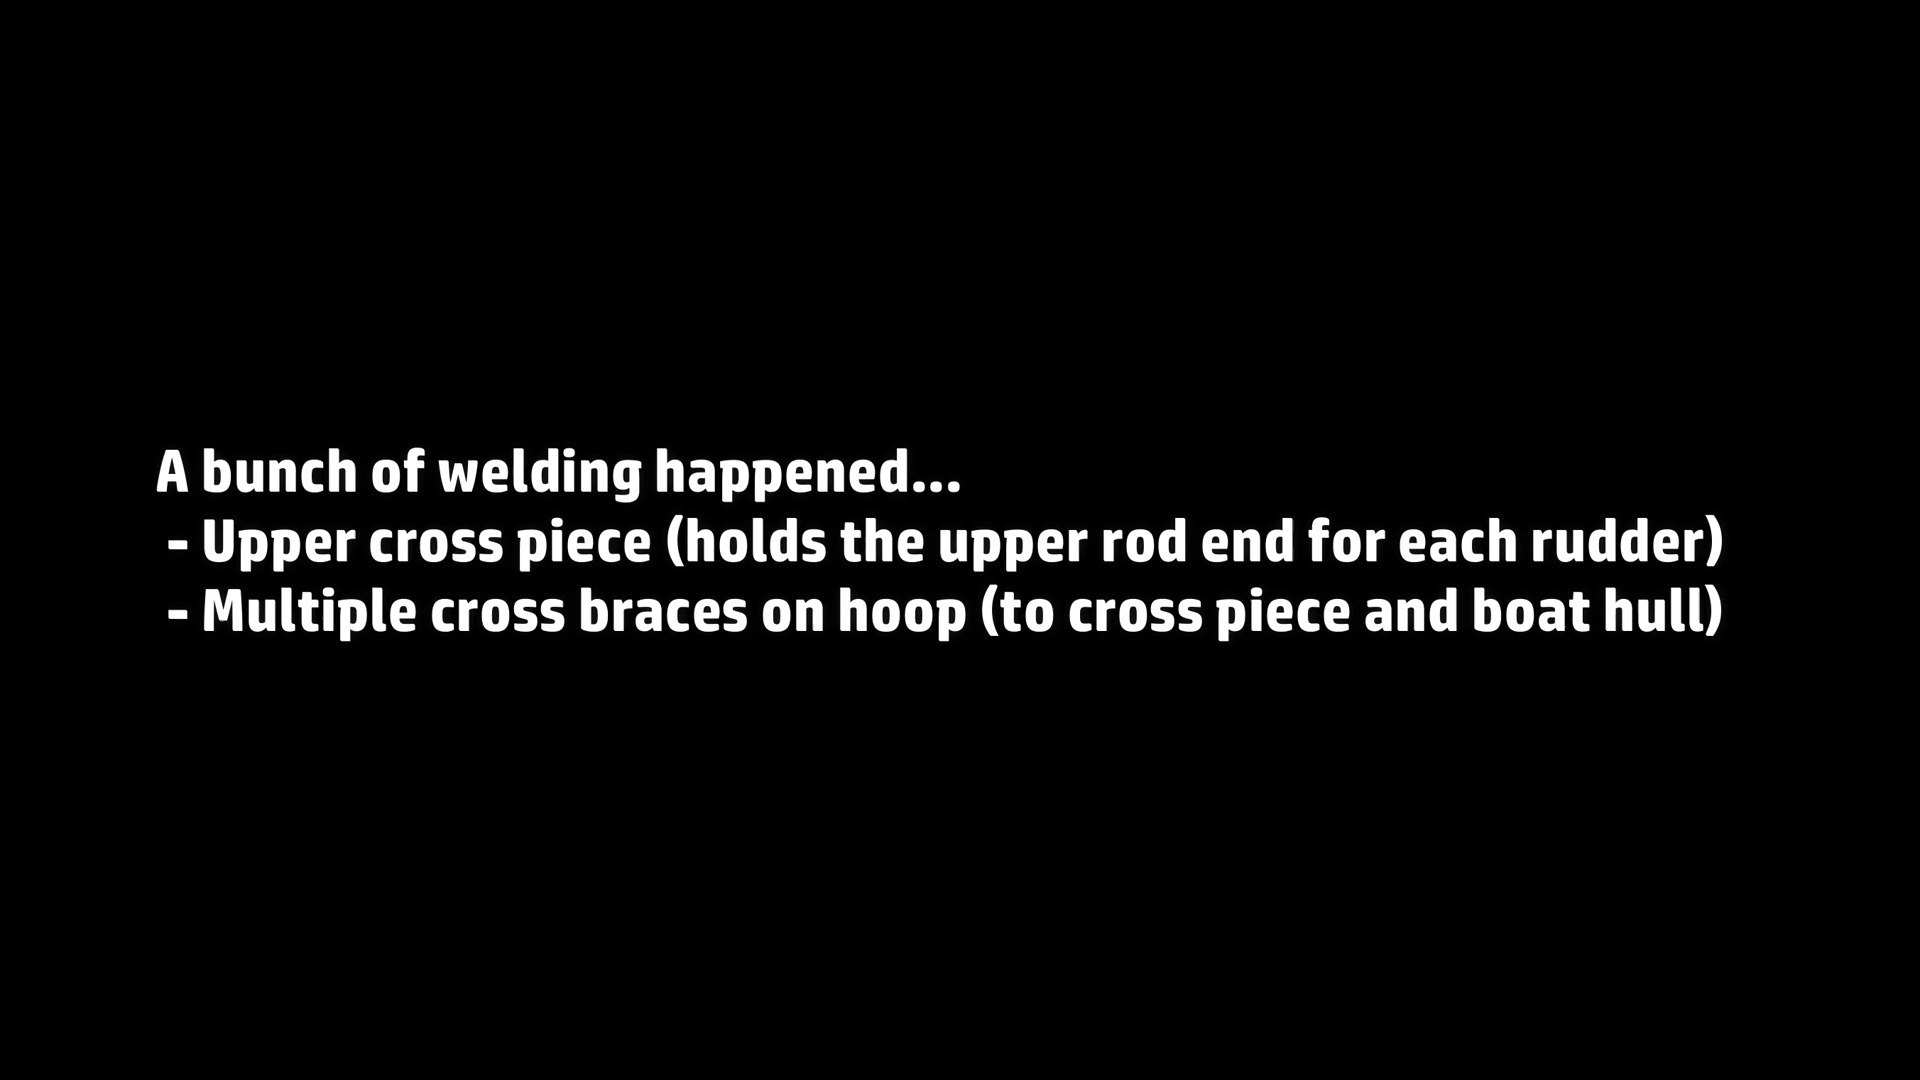 A bunch of welding happened...
- Upper cross piece (holds the upper rod end for each rudder)
- Multiple cross braces on hoop (to cross piece and boat hull)